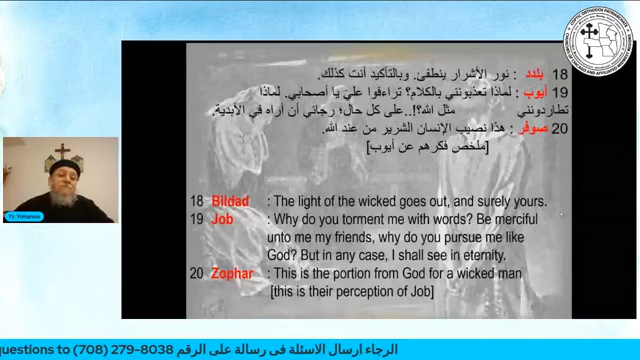 18 بلدد : نور الأشرار ينطفئ. وبالتأكيد أنت كذلك.
19 أيوب : لماذا تعذبونني بالكلام؟ تراءفوا علي يا أصحابي. لماذا
تطاردونني مثل الله؟!..على كل حال؛ رجائي أن أراه في الأبدية.
20 صوفر : هذا نصيب الإنسان الشرير من عند الله.
[ملخص فكرهم عن أيوب]
18 Bildad : The light of the wicked goes out, and surely yours.
19 Job : Why do you torment me with words? Be merciful
unto me my friends, why do you pursue me like
God? But in any case, I shall see in eternity.
20 Zophar : This is the portion from God for a wicked man
[this is their perception of Job]
Fr. Yohanna
uestions to (708) 279-8038 الرجاء ارسال الاسئلة فى رسالة على الرقم